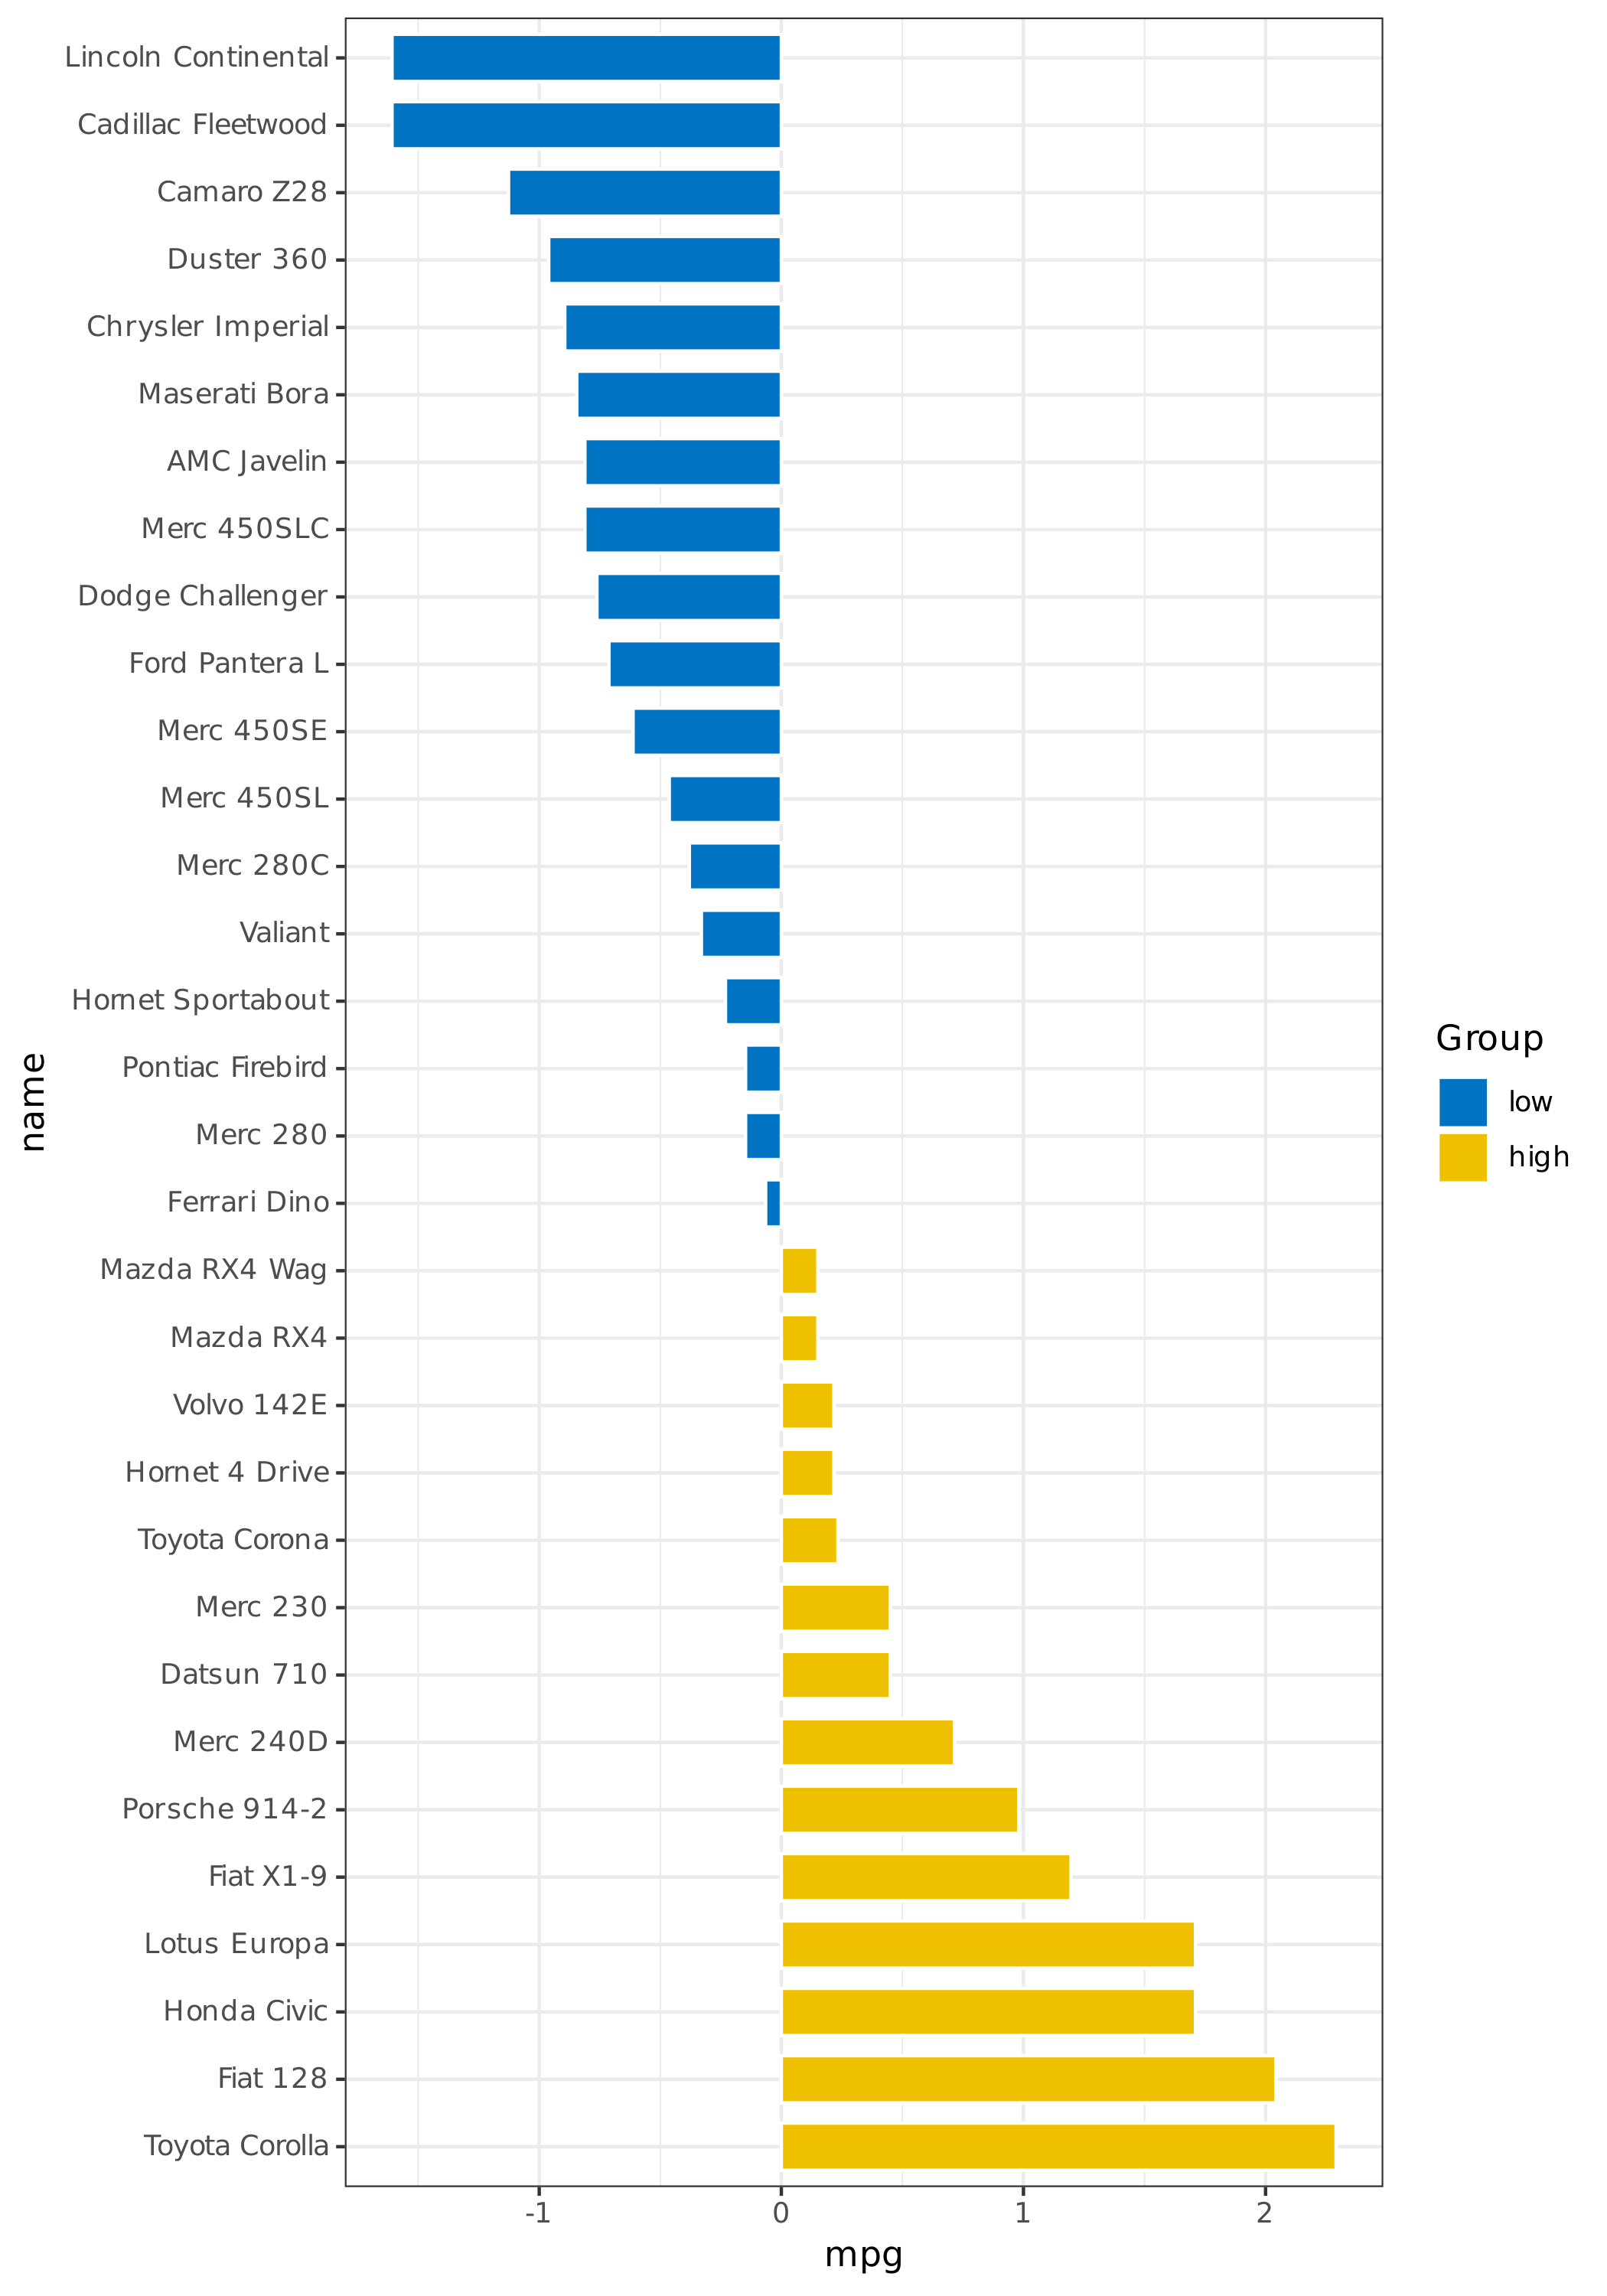 Lincoln Continental
Cadillac Fleetwood
Camaro Z28
Duster 360
Chrysler Imperial
Maserati Bora
AMC Javelin
Merc 450SLC
Dodge Challenger
Ford Pantera L
Merc 450SE
Merc 450SL
Merc 280C
Valiant
Hornet Sportabout
Pontiac Firebird
Merc 280
Ferrari Dino
Mazda RX4 Wag
Mazda RX4
Volvo 142E
Hornet 4 Drive
Toyota Corona
Merc 230
Datsun 710
Merc 240D
Porsche 914-2
Fiat X1-9
Lotus Europa
Honda Civic
Fiat 128
Toyota Corolla
name
-1 0 1 2
mpg
Group
low
high